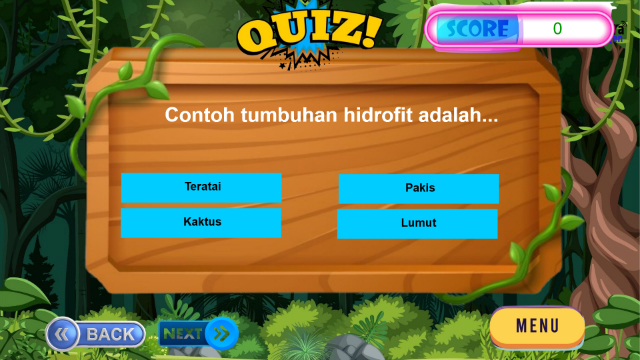 QUIZ!
SCORE 0
Contoh tumbuhan hidrofit adalah...
Teratai
Pakis
Kaktus
Lumut
BACK
NEXT
MENU